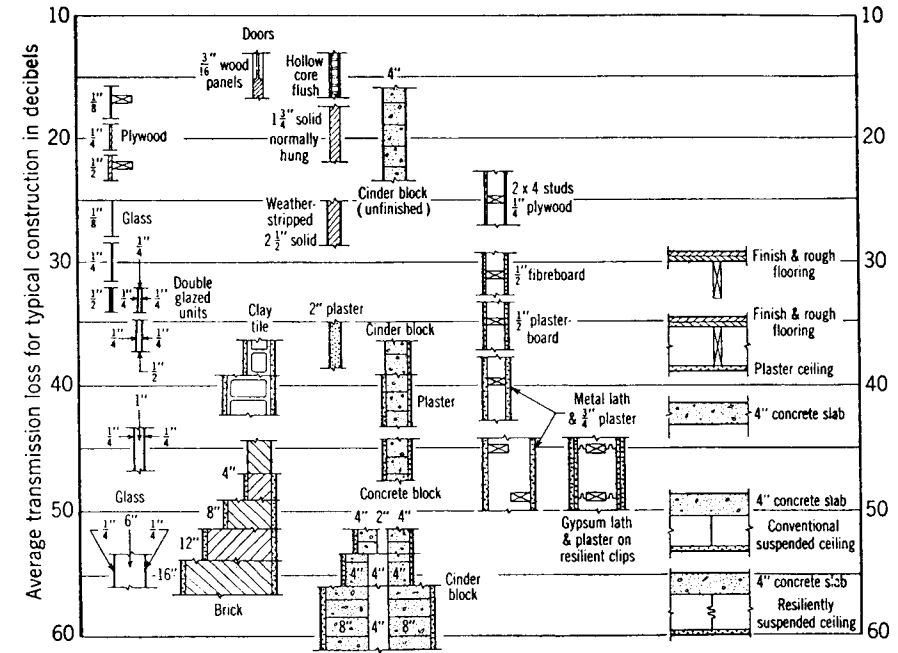 Average transmission loss for typical construction in decibels
10
20
30
40
50
60
10
20
30
40
50
60
Doors
3/16" wood
panels
Hollow
core
flush
1 3/4" solid
normally
hung
Weather-
stripped
2 1/2" solid
1/8"
1/4"
Plywood
1/2"
1/8"
Glass
1/4"
1/4"
1/2"
1/4"
1/4"
Double
glazed
units
1/4"
1/4"
1/2"
1"
1/4"
1/4"
Glass
1/4"
6"
1/4"
Clay
tile
2" plaster
4"
8"
12"
16"
Brick
4"
Cinder block
(unfinished)
Cinder block
Plaster
Concrete block
4" 2" 4"
4" 4" 4"
8" 4" 8"
Cinder
block
2 x 4 studs
1/4" plywood
1/2" fibreboard
1/2" plaster-
board
Metal lath
& 3/4" plaster
Gypsum lath
& plaster on
resilient clips
Finish & rough
flooring
Finish & rough
flooring
Plaster ceiling
4" concrete slab
4" concrete slab
Conventional
suspended ceiling
4" concrete slab
Resiliently
suspended ceiling